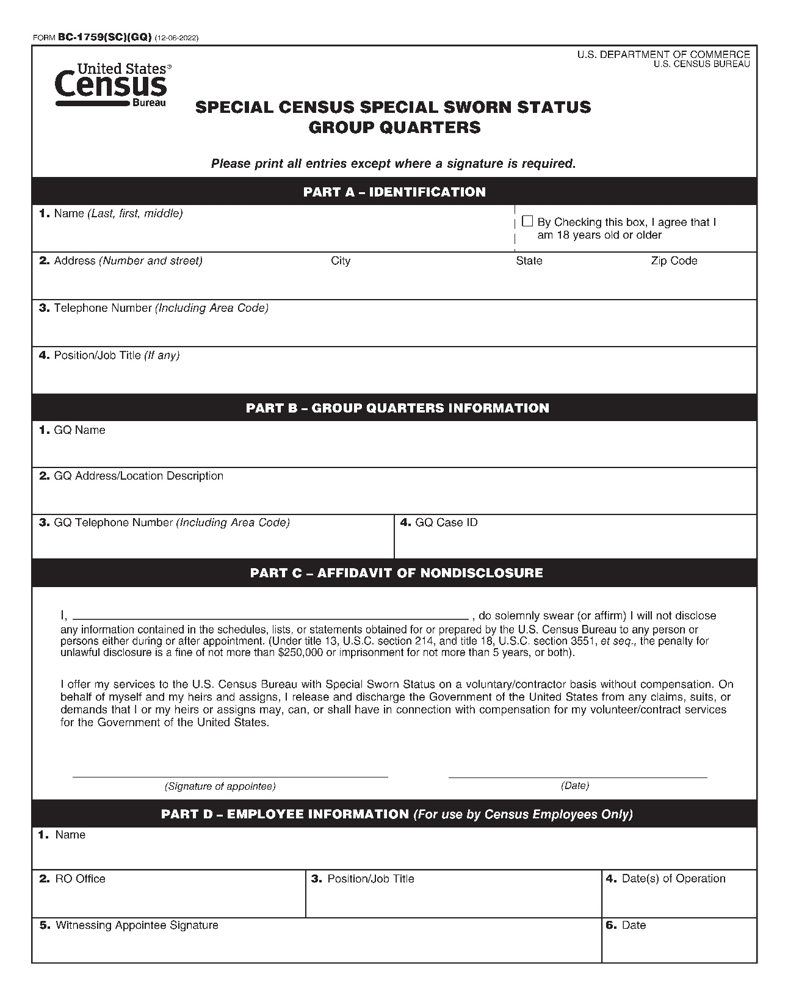 FORM BC-1759(SC)(GQ) (12-06-2022)
U.S. DEPARTMENT OF COMMERCE
U.S. CENSUS BUREAU
United States®
Census
Bureau
SPECIAL CENSUS SPECIAL SWORN STATUS
GROUP QUARTERS
Please print all entries except where a signature is required.
PART A – IDENTIFICATION
1. Name (Last, first, middle)
By Checking this box, I agree that I
am 18 years old or older
2. Address (Number and street) City State Zip Code
3. Telephone Number (Including Area Code)
4. Position/Job Title (If any)
PART B – GROUP QUARTERS INFORMATION
1. GQ Name
2. GQ Address/Location Description
3. GQ Telephone Number (Including Area Code) 4. GQ Case ID
PART C – AFFIDAVIT OF NONDISCLOSURE
I, , do solemnly swear (or affirm) I will not disclose
any information contained in the schedules, lists, or statements obtained for or prepared by the U.S. Census Bureau to any person or
persons either during or after appointment. (Under title 13, U.S.C. section 214, and title 18, U.S.C. section 3551, et seq., the penalty for
unlawful disclosure is a fine of not more than $250,000 or imprisonment for not more than 5 years, or both).
I offer my services to the U.S. Census Bureau with Special Sworn Status on a voluntary/contractor basis without compensation. On
behalf of myself and my heirs and assigns, I release and discharge the Government of the United States from any claims, suits, or
demands that I or my heirs or assigns may, can, or shall have in connection with compensation for my volunteer/contract services
for the Government of the United States.
(Signature of appointee) (Date)
PART D – EMPLOYEE INFORMATION (For use by Census Employees Only)
1. Name
2. RO Office 3. Position/Job Title 4. Date(s) of Operation
5. Witnessing Appointee Signature 6. Date